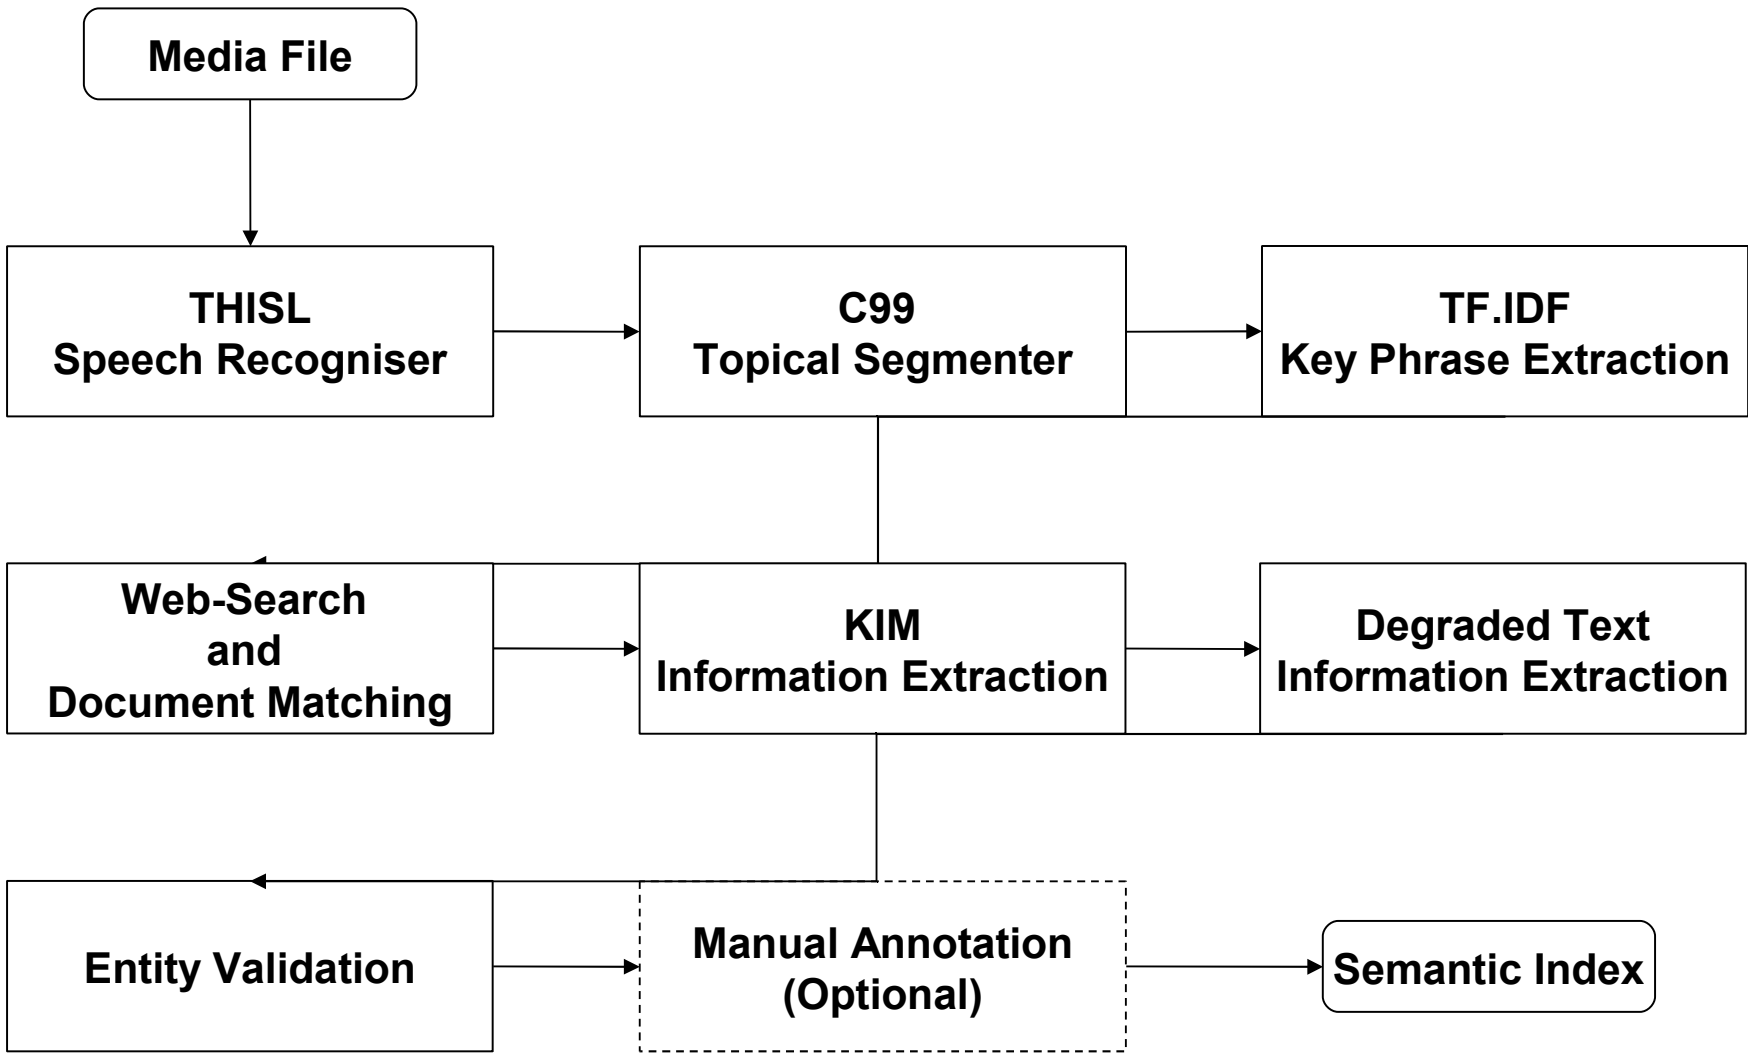 Media File
THISL
Speech Recogniser
C99
Topical Segmenter
TF.IDF
Key Phrase Extraction
Web-Search
and
Document Matching
KIM
Information Extraction
Degraded Text
Information Extraction
Entity Validation
Manual Annotation
(Optional)
Semantic Index